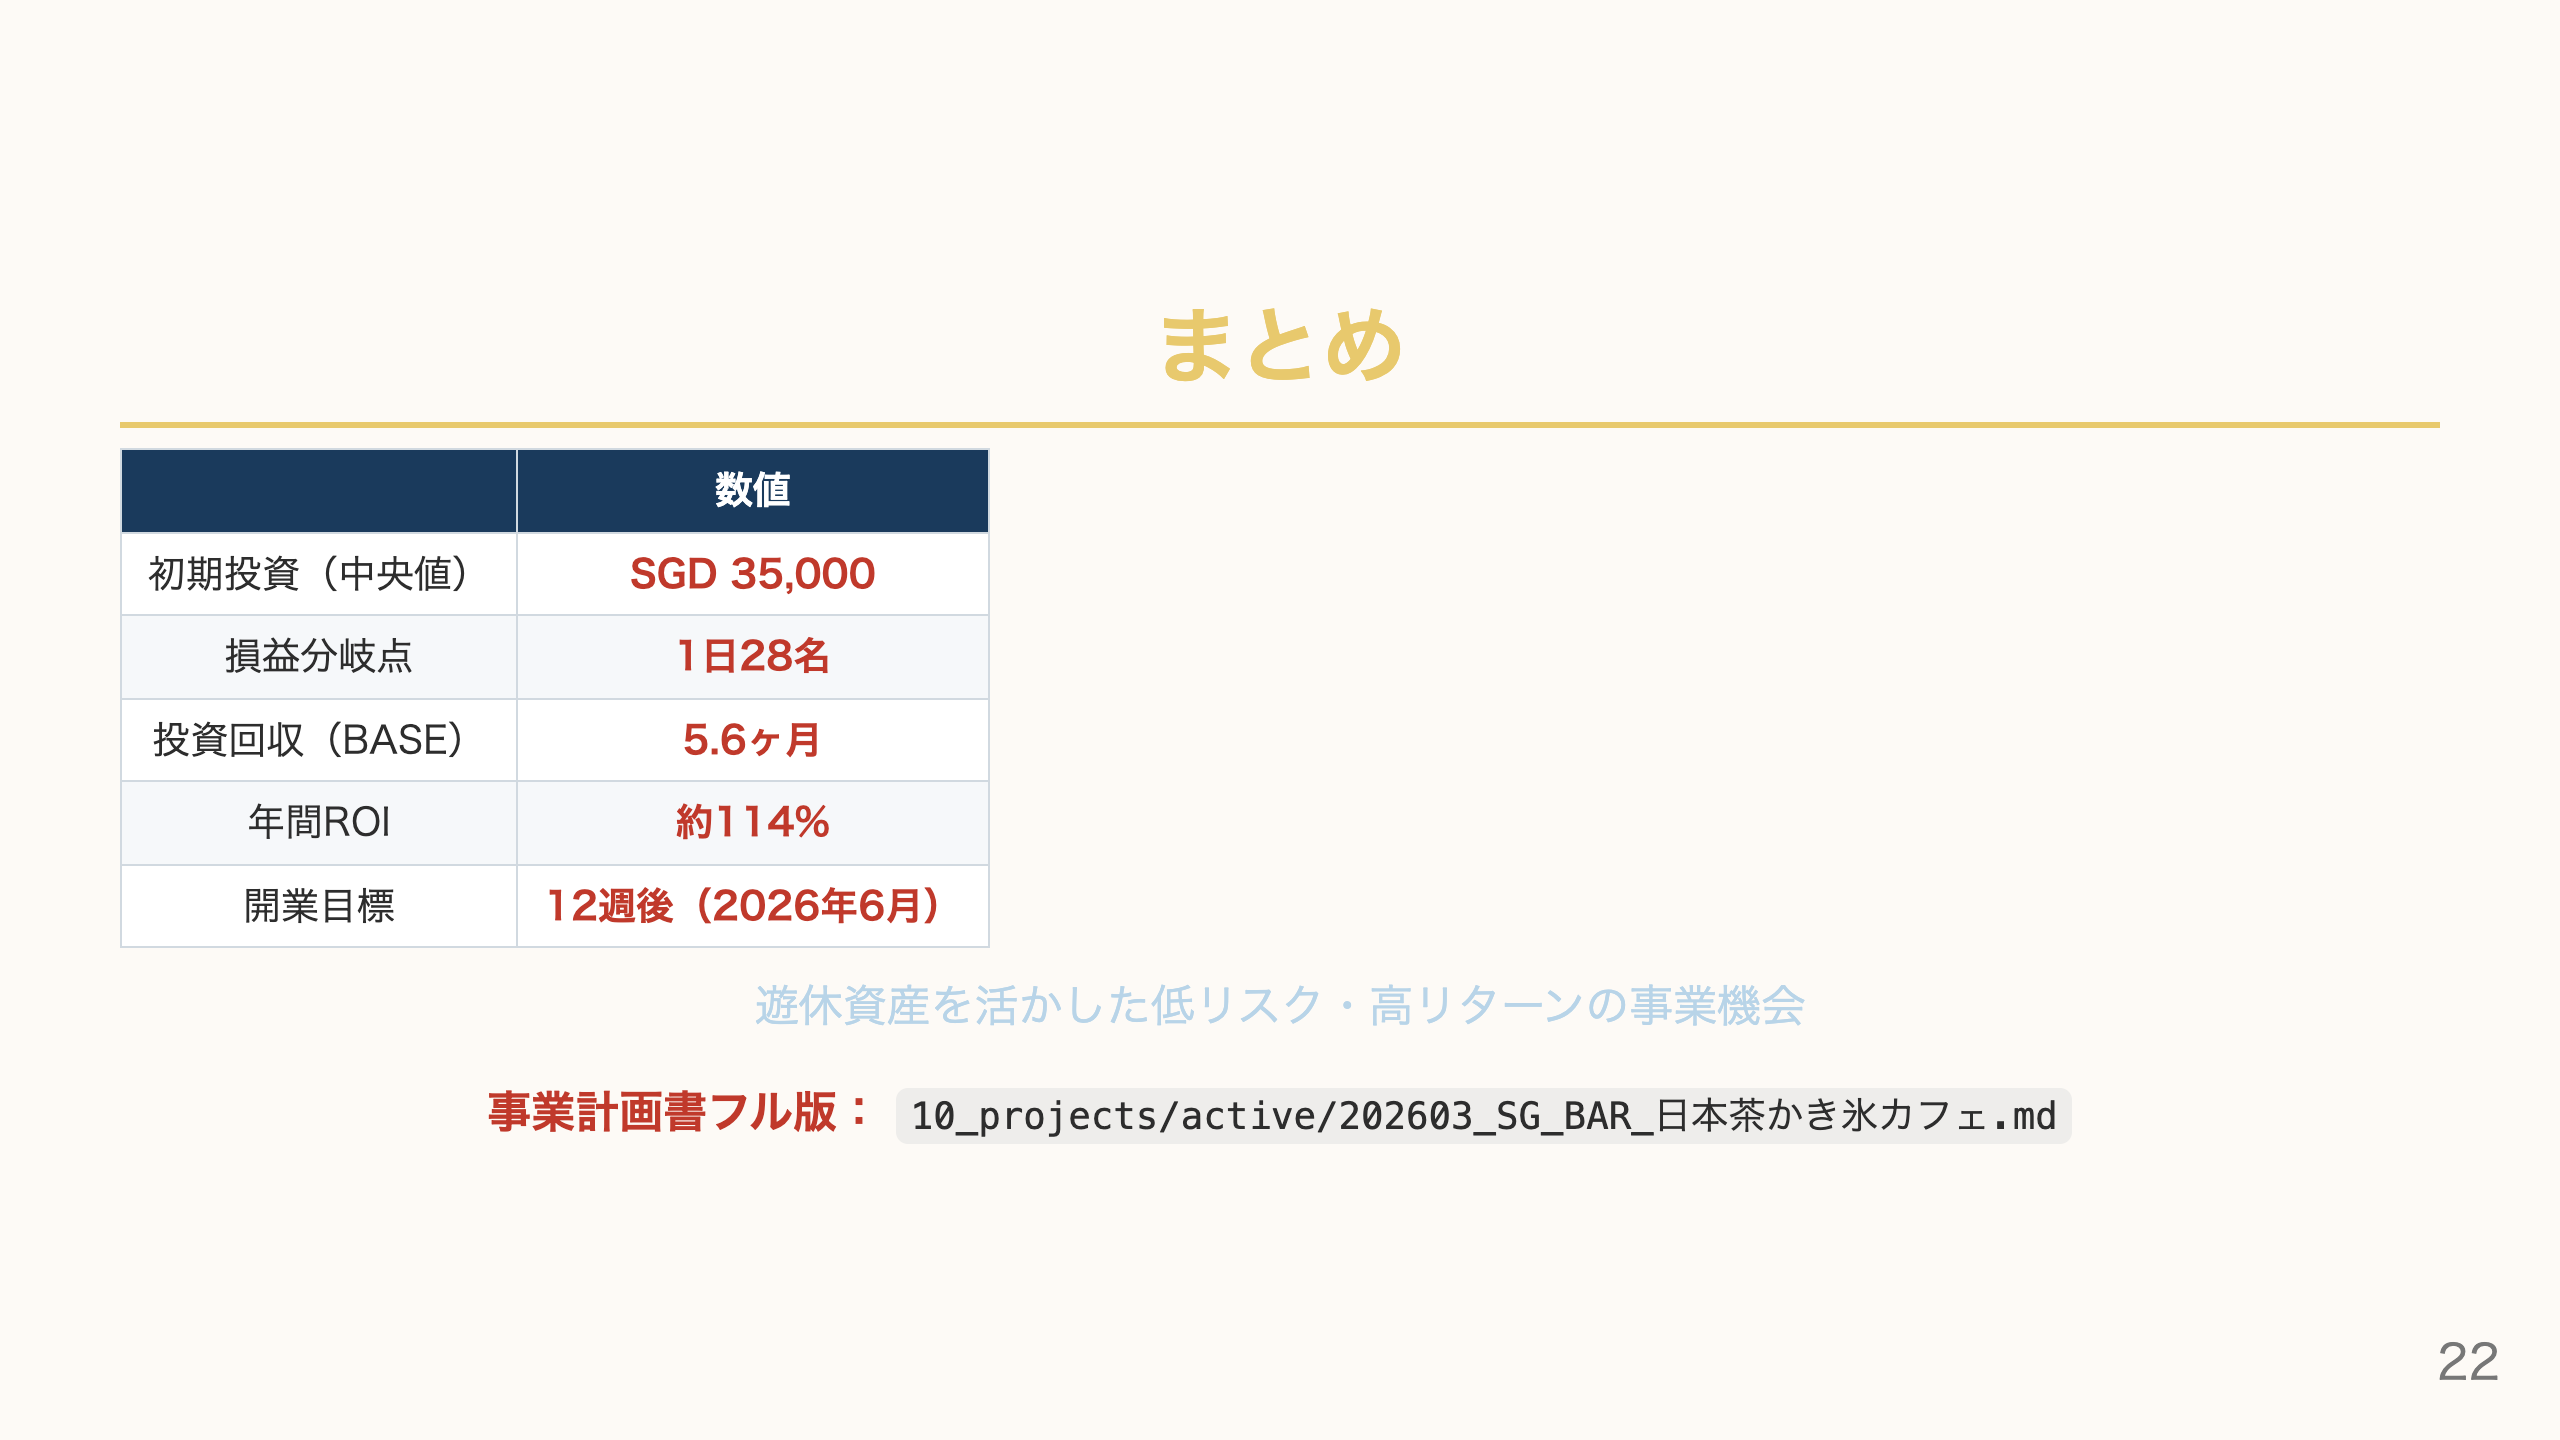 まとめ
数値
初期投資（中央値） SGD 35,000
損益分岐点 1日28名
投資回収（BASE） 5.6ヶ月
年間ROI 約114%
開業目標 12週後（2026年6月）
遊休資産を活かした低リスク・高リターンの事業機会
事業計画書フル版： 10_projects/active/202603_SG_BAR_日本茶かき氷カフェ.md
22